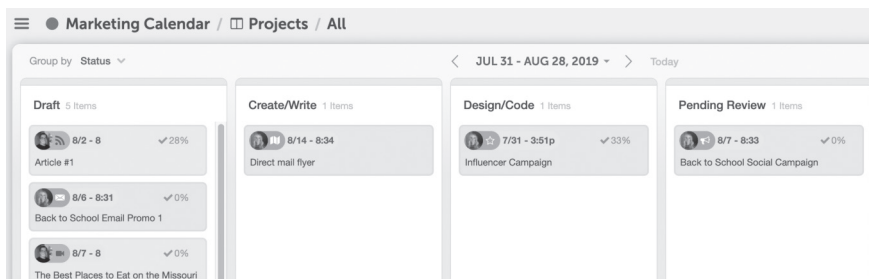 Marketing Calendar / Projects / All
Group by Status
JUL 31 - AUG 28, 2019
Today
Draft 5 Items
8/2 - 8 28%
Article #1
8/6 - 8:31 0%
Back to School Email Promo 1
8/7 - 8 0%
The Best Places to Eat on the Missouri
Create/Write 1 Items
8/14 - 8:34
Direct mail flyer
Design/Code 1 Items
7/31 - 3:51p 33%
Influencer Campaign
Pending Review 1 Items
8/7 - 8:33 0%
Back to School Social Campaign